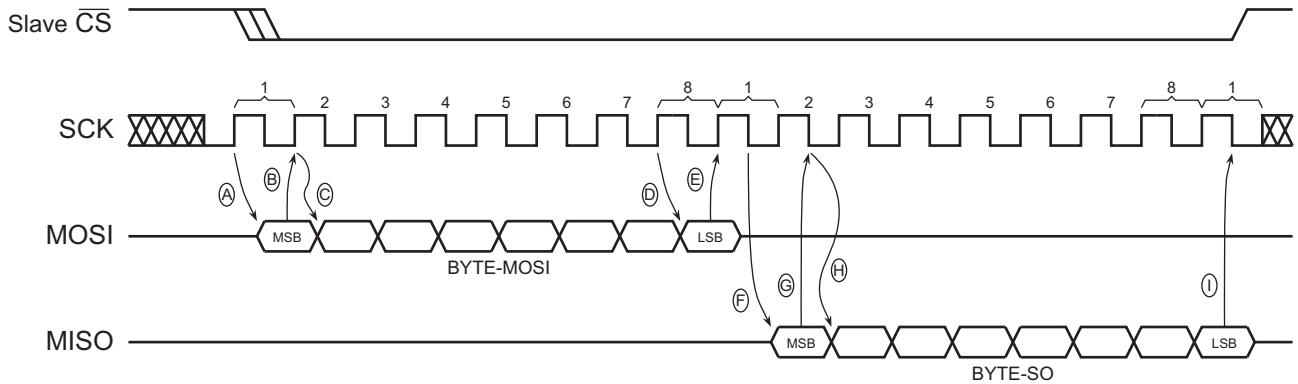 Slave C̅S̅
1 2 3 4 5 6 7 8 1 2 3 4 5 6 7 8 1
SCK
A B C D E
MOSI MSB LSB
BYTE-MOSI
F G H I
MISO MSB LSB
BYTE-SO